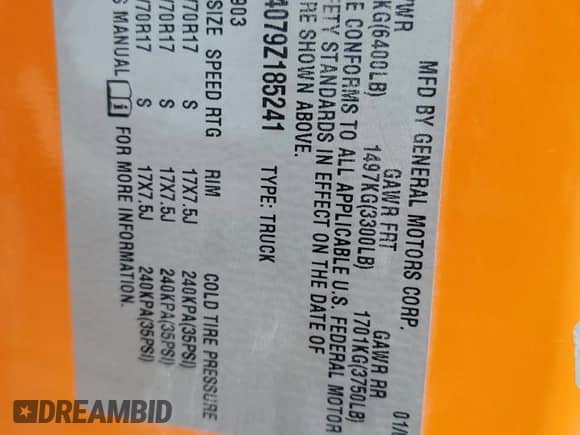 MFD BY GENERAL MOTORS CORP. 01/
VWR GAWR FRT GAWR RR
KG(6400LB) 1497KG(3300LB) 1701KG(3750LB)
E CONFORMS TO ALL APPLICABLE U.S. FEDERAL MOTOR
FETY STANDARDS IN EFFECT ON THE DATE OF
RE SHOWN ABOVE.
4079Z185241 TYPE: TRUCK
903
SIZE SPEED RTG RIM COLD TIRE PRESSURE
/70R17 S 17X7.5J 240KPA(35PSI)
/70R17 S 17X7.5J 240KPA(35PSI)
/70R17 S 17X7.5J 240KPA(35PSI)
S MANUAL i FOR MORE INFORMATION.
DREAMBID